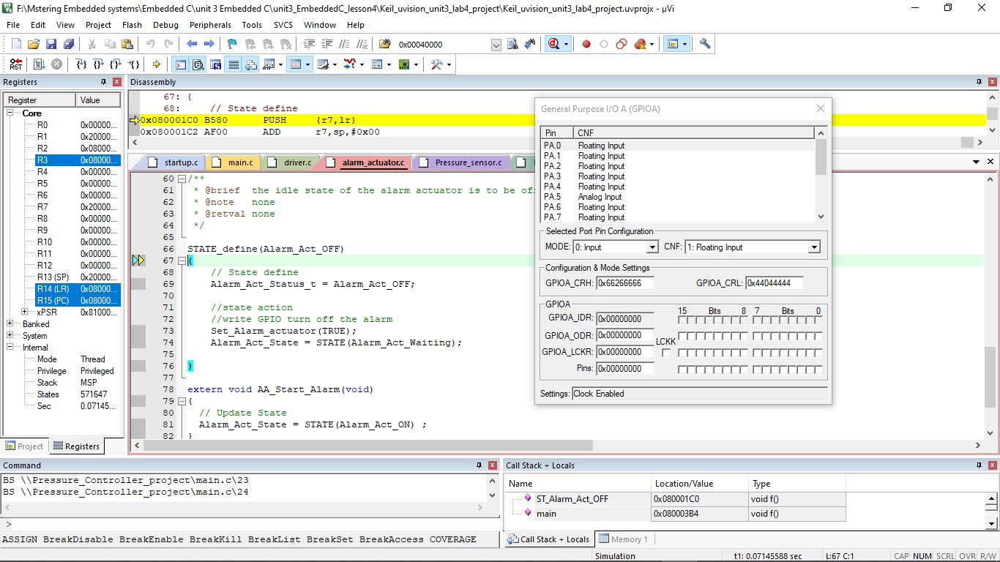 F:\Mstering Embedded systems\Embedded C\unit 3 Embedded C\unit3_EmbededC_lesson4\Keil_uvision_unit3_lab4_project\Keil_uvision_unit3_lab4_project.uvprojx - µVi
File Edit View Project Flash Debug Peripherals Tools SVCS Window Help
0x00040000
RST
Registers
Register Value
Core
R0 0x00000...
R1 0x20000...
R2 0x08000...
R3 0x08000...
R4 0x00000...
R5 0x00000...
R6 0x00000...
R7 0x20000...
R8 0x00000...
R9 0x00000...
R10 0x00000...
R11 0x00000...
R12 0x00000...
R13 (SP) 0x20000...
R14 (LR) 0x08000...
R15 (PC) 0x08000...
xPSR 0x81000...
Banked
System
Internal
Mode Thread
Privilege Privileged
Stack MSP
States 571647
Sec 0.07145...
Project Registers
Disassembly
67: {
68: // State define
0x080001C0 B580 PUSH {r7,lr}
0x080001C2 AF00 ADD r7,sp,#0x00
startup.c main.c driver.c alarm_actuator.c Pressure_sensor.c
60 /**
61 * @brief the idle state of the alarm actuator is to be of
62 * @note none
63 * @retval none
64 */
65
66 STATE_define(Alarm_Act_OFF)
67 {
68 // State define
69 Alarm_Act_Status_t = Alarm_Act_OFF;
70
71 //state action
72 //write GPIO turn off the alarm
73 Set_Alarm_actuator(TRUE);
74 Alarm_Act_State = STATE(Alarm_Act_Waiting);
75
76 }
77
78 extern void AA_Start_Alarm(void)
79 {
80 // Update State
81 Alarm_Act_State = STATE(Alarm_Act_ON) ;
82 }
General Purpose I/O A (GPIOA)
Pin CNF
PA.0 Floating Input
PA.1 Floating Input
PA.2 Floating Input
PA.3 Floating Input
PA.4 Floating Input
PA.5 Analog Input
PA.6 Floating Input
PA.7 Floating Input
Selected Port Pin Configuration
MODE: 0: Input CNF: 1: Floating Input
Configuration & Mode Settings
GPIOA_CRH: 0x66266666 GPIOA_CRL: 0x44044444
GPIOA
15 Bits 8 7 Bits 0
GPIOA_IDR: 0x00000000
GPIOA_ODR: 0x00000000
LCKK
GPIOA_LCKR: 0x00000000
Pins: 0x00000000
Settings: Clock Enabled
Command
BS \\Pressure_Controller_project\main.c\23
BS \\Pressure_Controller_project\main.c\24
>
ASSIGN BreakDisable BreakEnable BreakKill BreakList BreakSet BreakAccess COVERAGE
Call Stack + Locals
Name Location/Value Type
ST_Alarm_Act_OFF 0x080001C0 void f()
main 0x080003B4 void f()
Call Stack + Locals Memory 1
Simulation t1: 0.07145588 sec L:67 C:1 CAP NUM SCRL OVR R/W